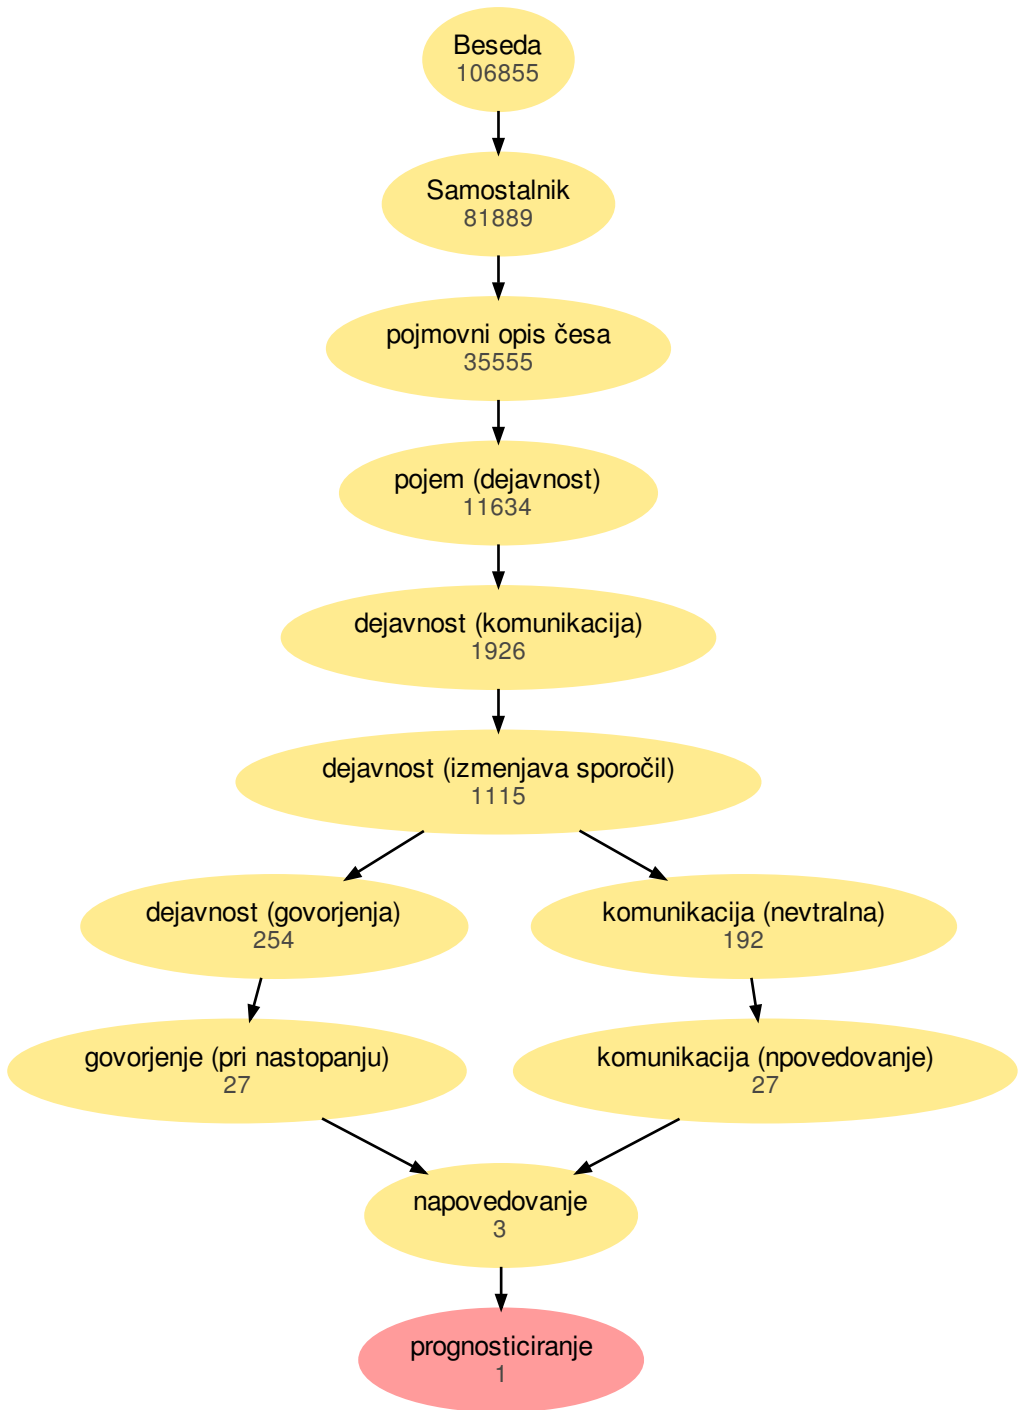 Beseda
106855
Samostalnik
81889
pojmovni opis česa
35555
pojem (dejavnost)
11634
dejavnost (komunikacija)
1926
dejavnost (izmenjava sporočil)
1115
dejavnost (govorjenja)
254
komunikacija (nevtralna)
192
govorjenje (pri nastopanju)
27
komunikacija (npovedovanje)
27
napovedovanje
3
prognosticiranje
1